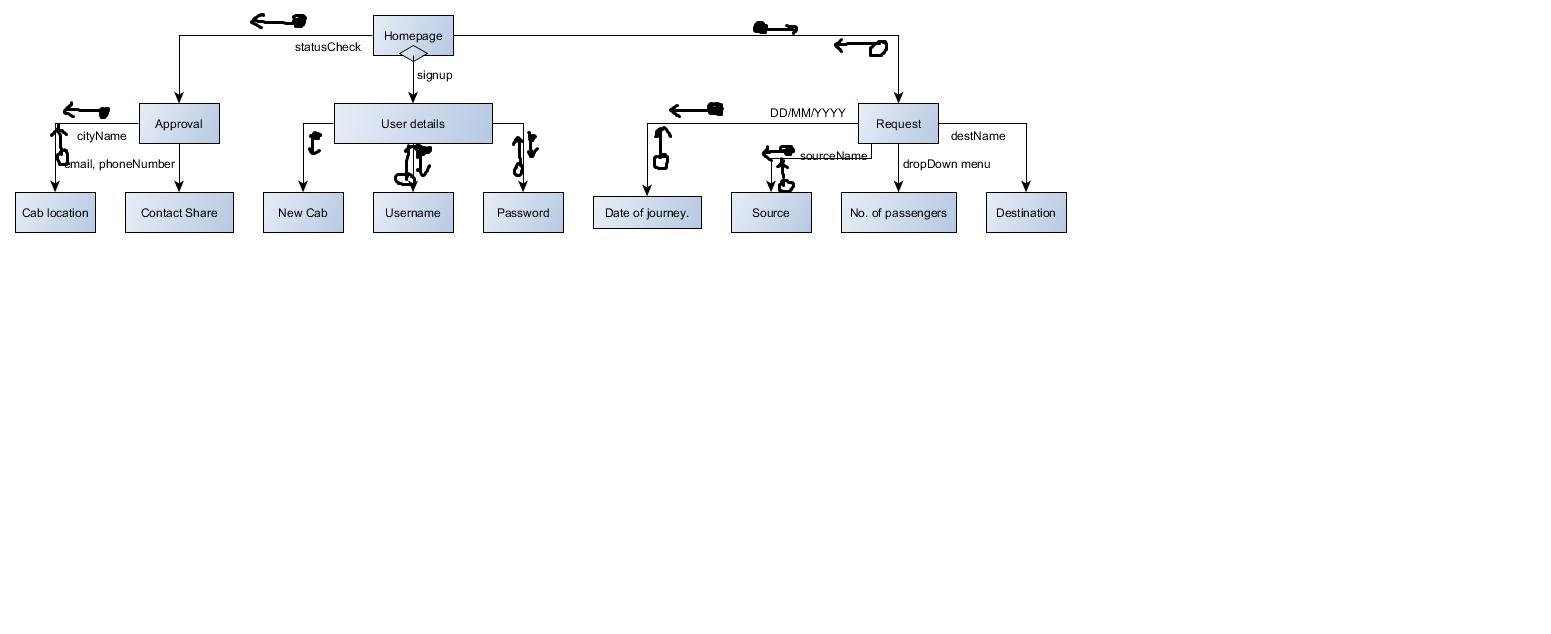 Homepage
statusCheck
signup
Approval
User details
DD/MM/YYYY
Request
cityName
destName
email, phoneNumber
sourceName
dropDown menu
Cab location
Contact Share
New Cab
Username
Password
Date of journey.
Source
No. of passengers
Destination